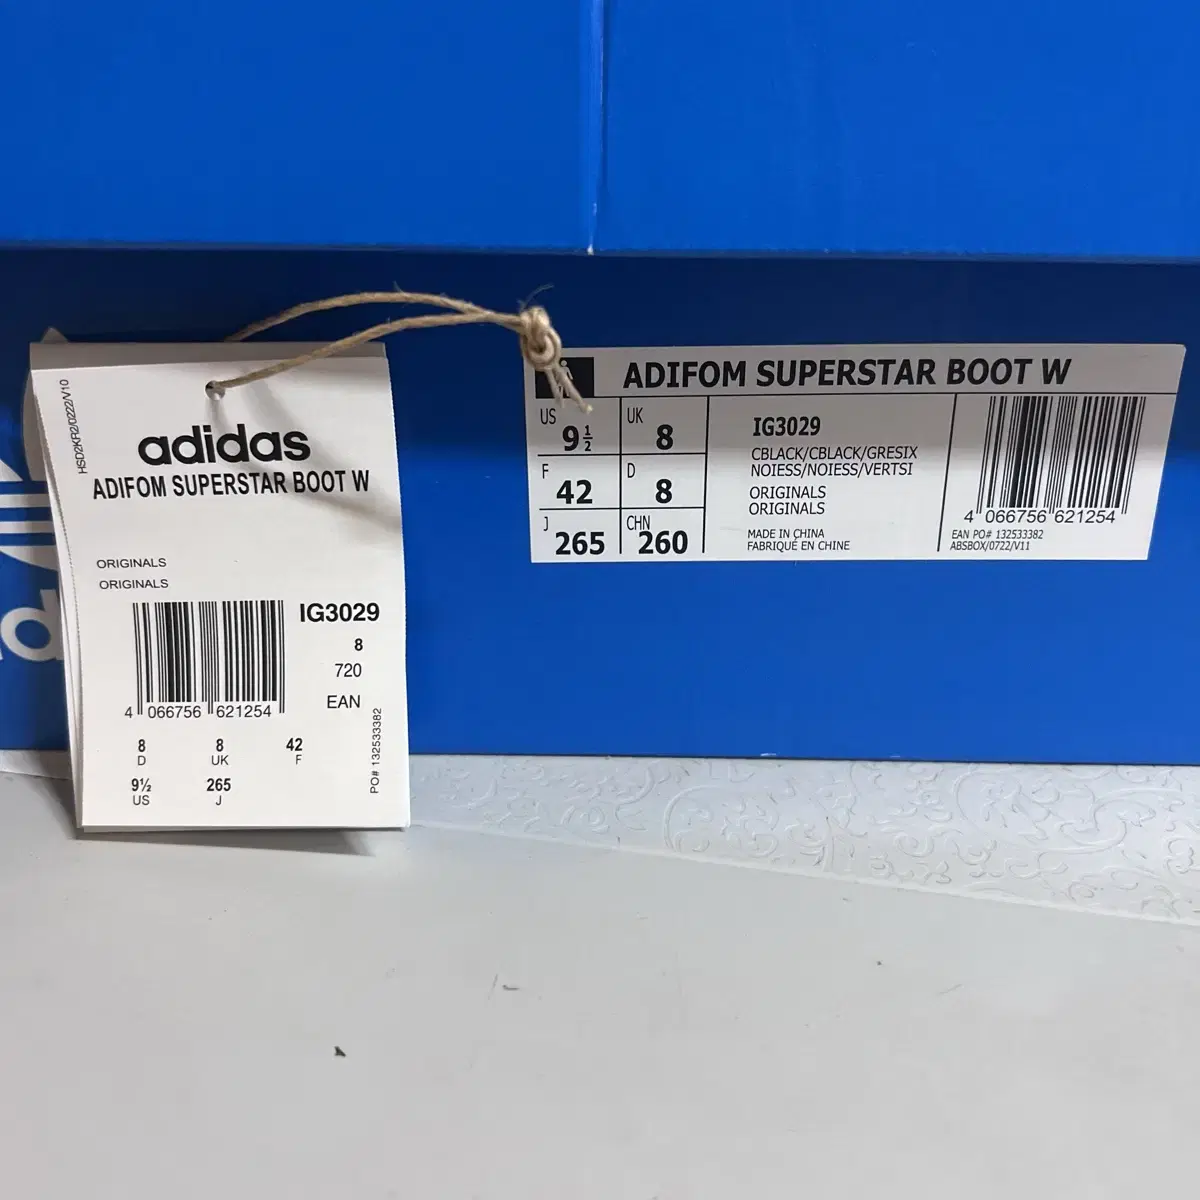 HSD2KR2/0222/V10
adidas
ADIFOM SUPERSTAR BOOT W
ORIGINALS
ORIGINALS
IG3029
8
720
EAN
4 066756 621254
8 8 42
D UK F
9½ 265
US J
PO# 132533382
ADIFOM SUPERSTAR BOOT W
US 9½ UK 8
F 42 D 8
J 265 CHN 260
IG3029
CBLACK/CBLACK/GRESIX
NOIESS/NOIESS/VERTSI
ORIGINALS
ORIGINALS
MADE IN CHINA
FABRIQUÉ EN CHINE
4 066756 621254
EAN PO# 132533382
ABSBOX/0722/V11